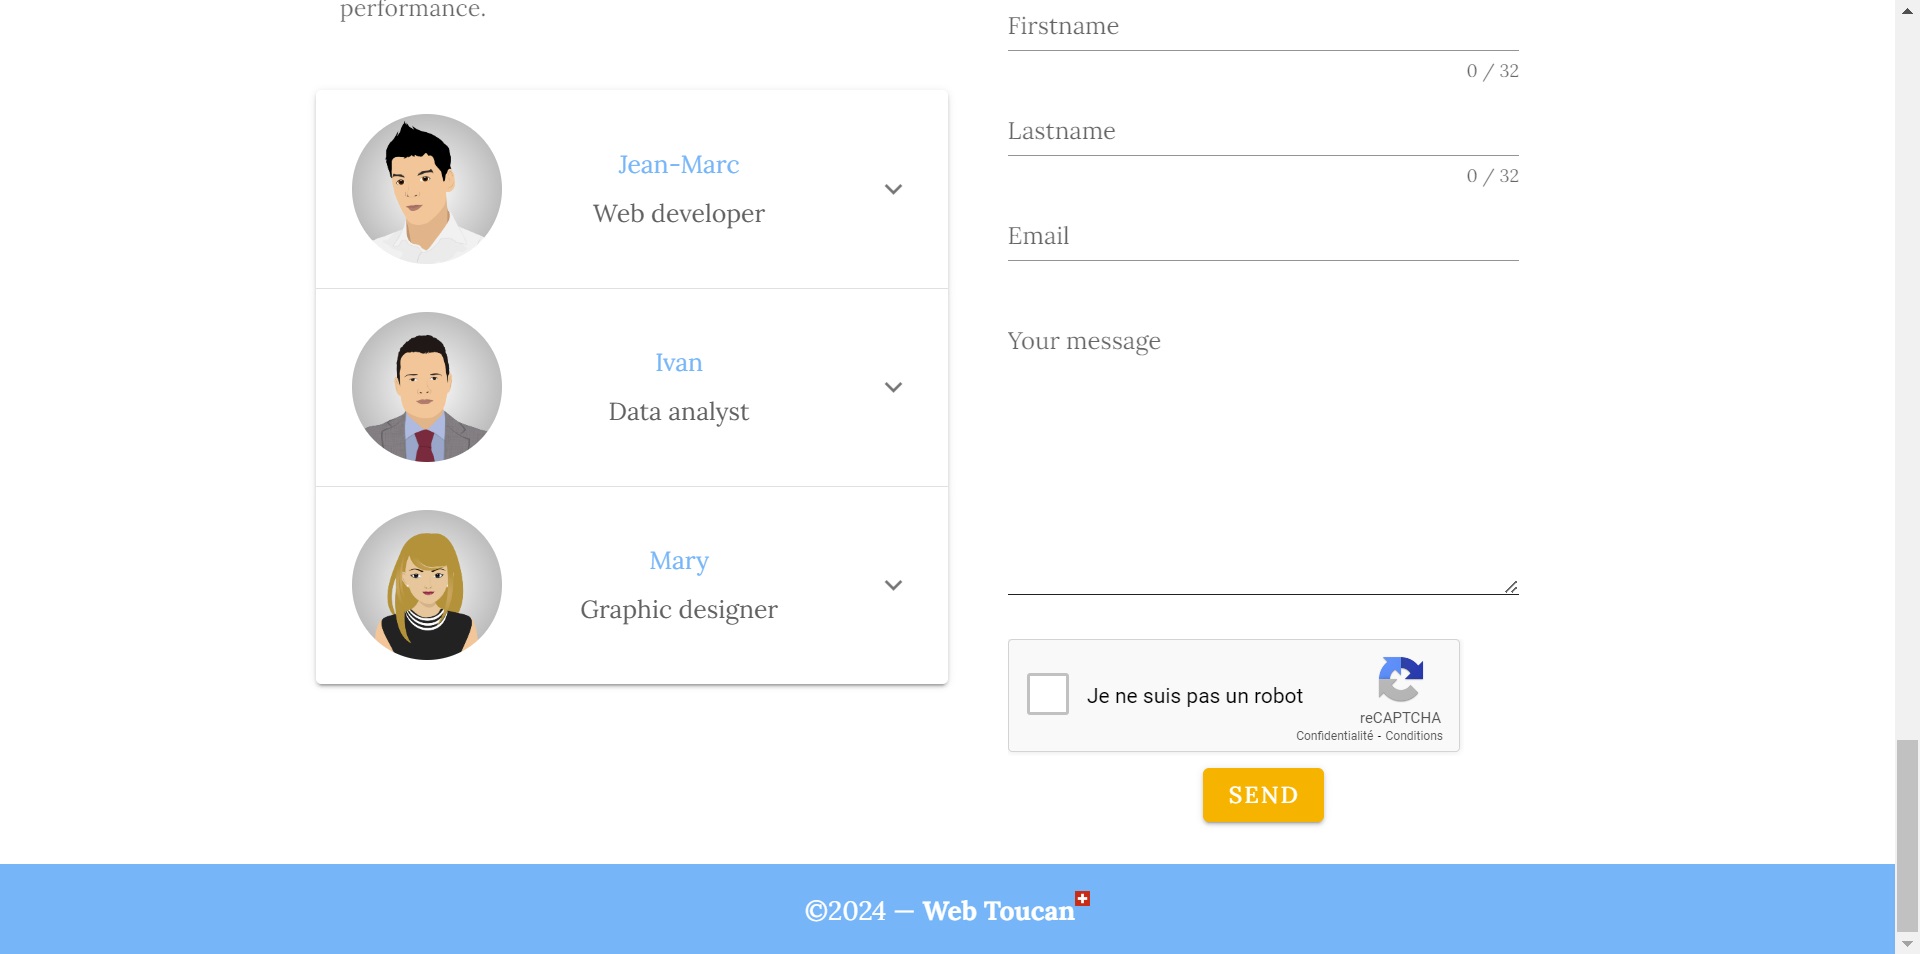 performance.
Jean-Marc
Web developer
Ivan
Data analyst
Mary
Graphic designer
Firstname
0 / 32
Lastname
0 / 32
Email
Your message
Je ne suis pas un robot
reCAPTCHA
Confidentialité - Conditions
SEND
©2024 — Web Toucan